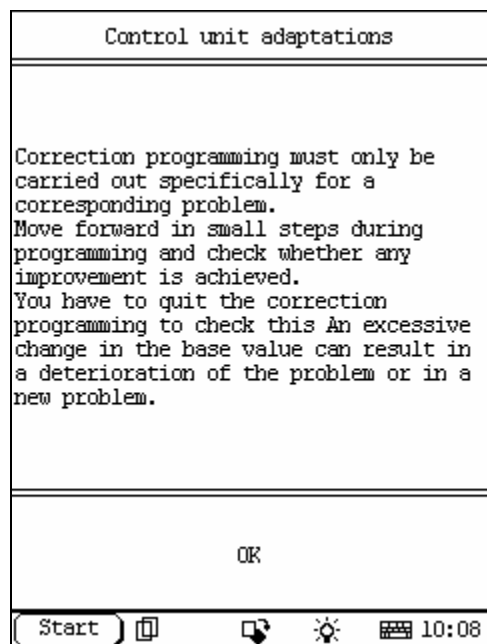 Control unit adaptations
Correction programming must only be
carried out specifically for a
corresponding problem.
Move forward in small steps during
programming and check whether any
improvement is achieved.
You have to quit the correction
programming to check this An excessive
change in the base value can result in
a deterioration of the problem or in a
new problem.
OK
Start 10:08